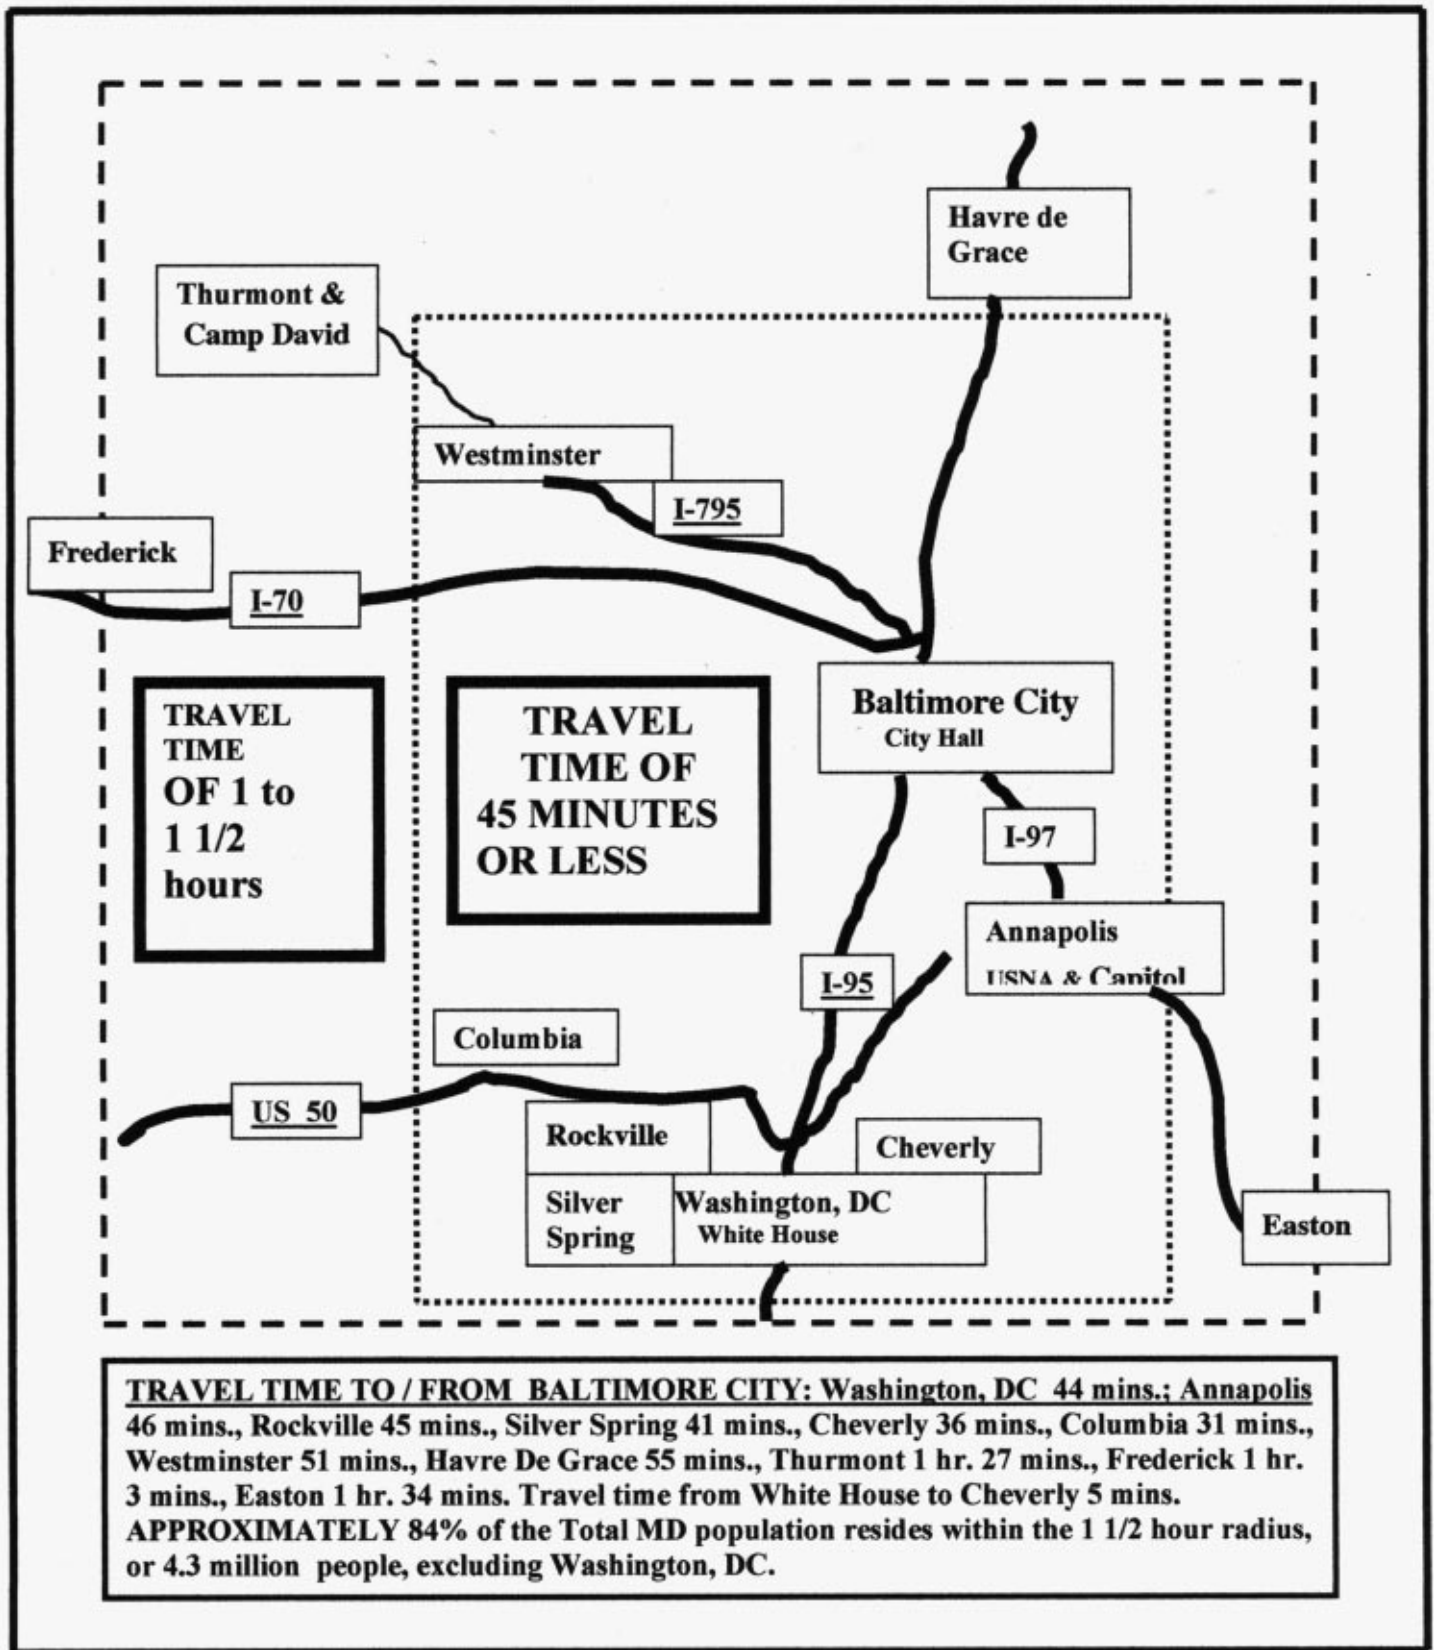 Havre de
Grace
Thurmont &
Camp David
Westminster
I-795
Frederick
I-70
Baltimore City
City Hall
TRAVEL
TIME
OF 1 to
1 1/2
hours
TRAVEL
TIME OF
45 MINUTES
OR LESS
I-97
Annapolis
USNA & Capitol
I-95
Columbia
US 50
Rockville
Cheverly
Silver
Spring
Washington, DC
White House
Easton
TRAVEL TIME TO / FROM BALTIMORE CITY: Washington, DC 44 mins.; Annapolis
46 mins., Rockville 45 mins., Silver Spring 41 mins., Cheverly 36 mins., Columbia 31 mins.,
Westminster 51 mins., Havre De Grace 55 mins., Thurmont 1 hr. 27 mins., Frederick 1 hr.
3 mins., Easton 1 hr. 34 mins. Travel time from White House to Cheverly 5 mins.
APPROXIMATELY 84% of the Total MD population resides within the 1 1/2 hour radius,
or 4.3 million people, excluding Washington, DC.